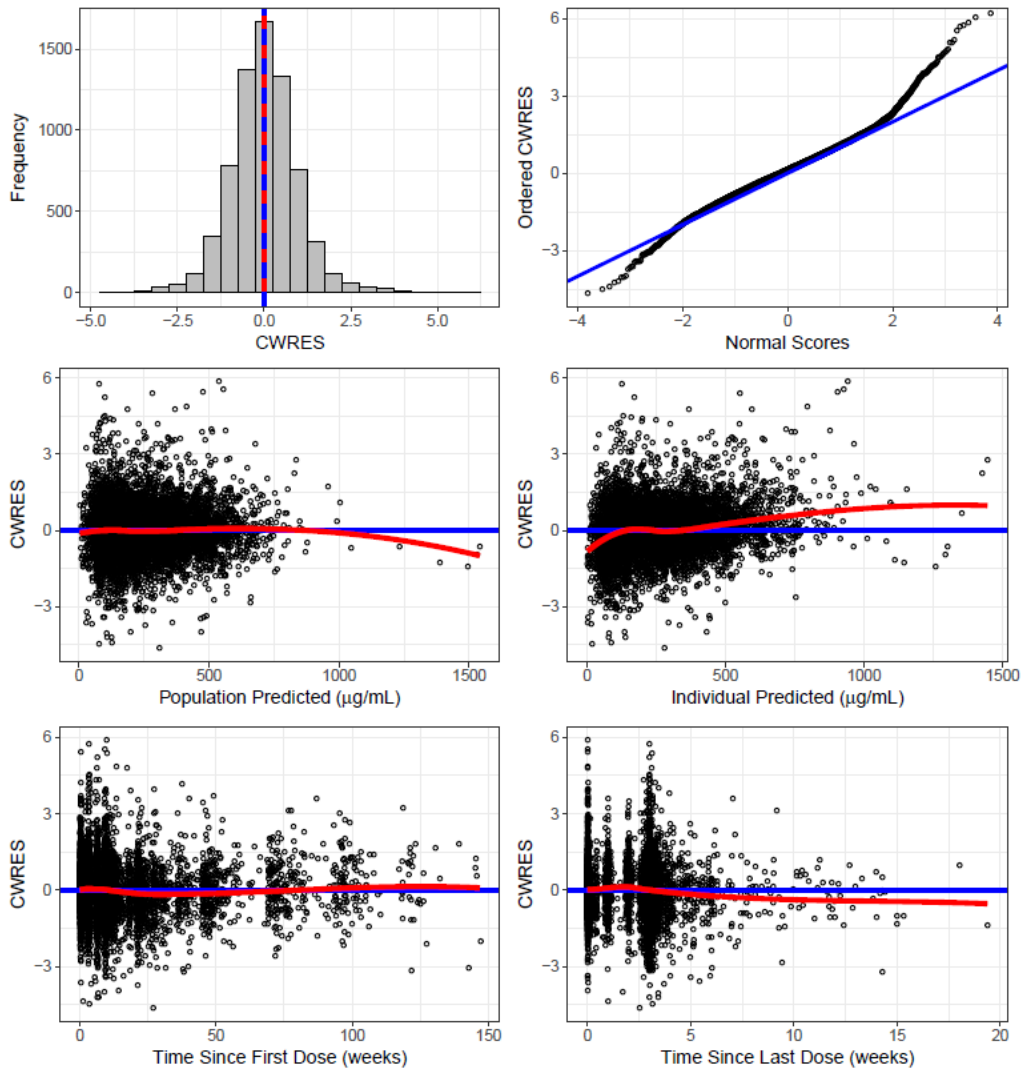 1500
1000
500
0
Frequency
−5.0 −2.5 0.0 2.5 5.0
CWRES
3
0
−3
Ordered CWRES
−4 −2 0 2 4
Normal Scores
6
3
0
−3
CWRES
0 500 1000 1500
Population Predicted (μg/mL)
6
3
0
−3
CWRES
0 500 1000 1500
Individual Predicted (μg/mL)
6
3
0
−3
CWRES
0 50 100 150
Time Since First Dose (weeks)
6
3
0
−3
CWRES
0 5 10 15 20
Time Since Last Dose (weeks)